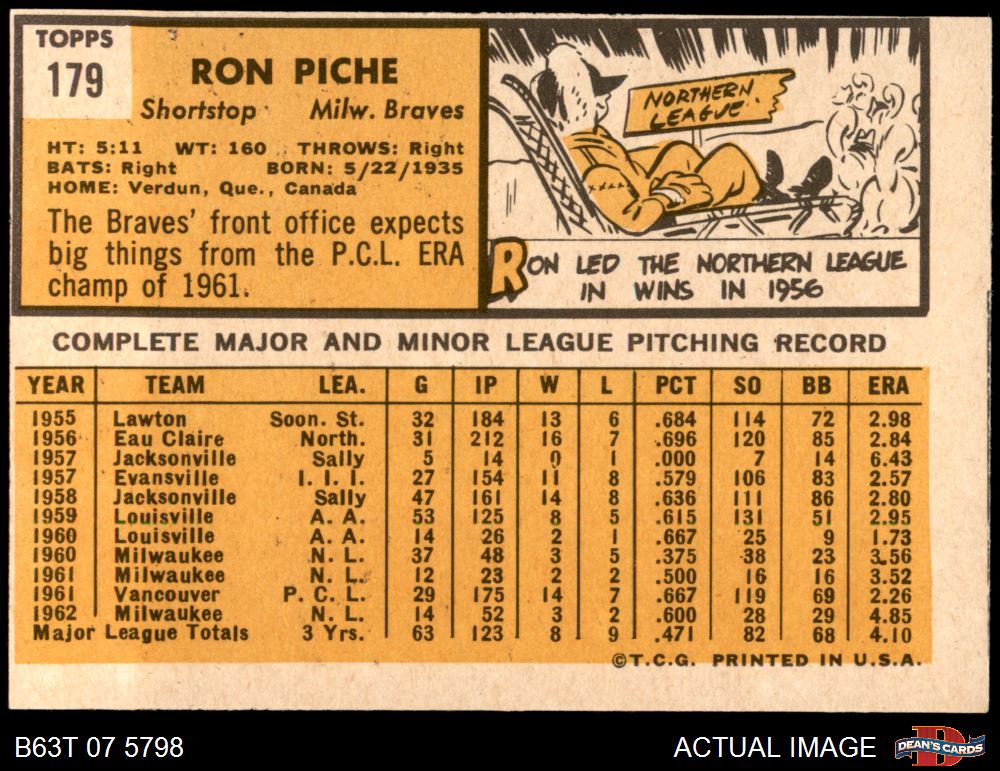 TOPPS
179
RON PICHE
Shortstop Milw. Braves
HT: 5:11 WT: 160 THROWS: Right
BATS: Right BORN: 5/22/1935
HOME: Verdun, Que., Canada
The Braves' front office expects
big things from the P.C.L. ERA
champ of 1961.
NORTHERN
LEAGUE
RON LED THE NORTHERN LEAGUE
IN WINS IN 1956
COMPLETE MAJOR AND MINOR LEAGUE PITCHING RECORD
YEAR TEAM LEA. G IP W L PCT SO BB ERA
1955 Lawton Soon. St. 32 184 13 6 .684 114 72 2.98
1956 Eau Claire North. 31 212 16 7 .696 120 85 2.84
1957 Jacksonville Sally 5 14 0 1 .000 7 14 6.43
1957 Evansville I. I. I. 27 154 11 8 .579 106 83 2.57
1958 Jacksonville Sally 47 161 14 8 .636 111 86 2.80
1959 Louisville A. A. 53 125 8 5 .615 131 51 2.95
1960 Louisville A. A. 14 26 2 1 .667 25 9 1.73
1960 Milwaukee N. L. 37 48 3 5 .375 38 23 3.56
1961 Milwaukee N. L. 12 23 2 2 .500 16 16 3.52
1961 Vancouver P. C. L. 29 175 14 7 .667 119 69 2.26
1962 Milwaukee N. L. 14 52 3 2 .600 28 29 4.85
Major League Totals 3 Yrs. 63 123 8 9 .471 82 68 4.10
©T.C.G. PRINTED IN U.S.A.
B63T 07 5798 ACTUAL IMAGE
D
DEAN'S CARDS